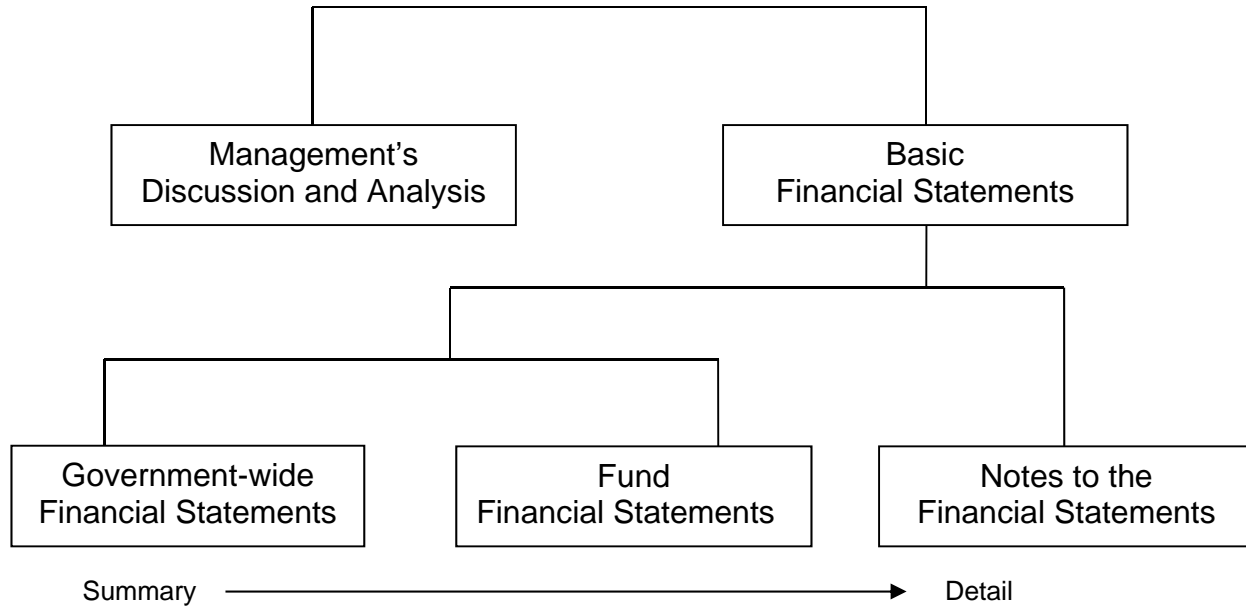 Management’s
Discussion and Analysis
Basic
Financial Statements
Government-wide
Financial Statements
Fund
Financial Statements
Notes to the
Financial Statements
Summary
Detail